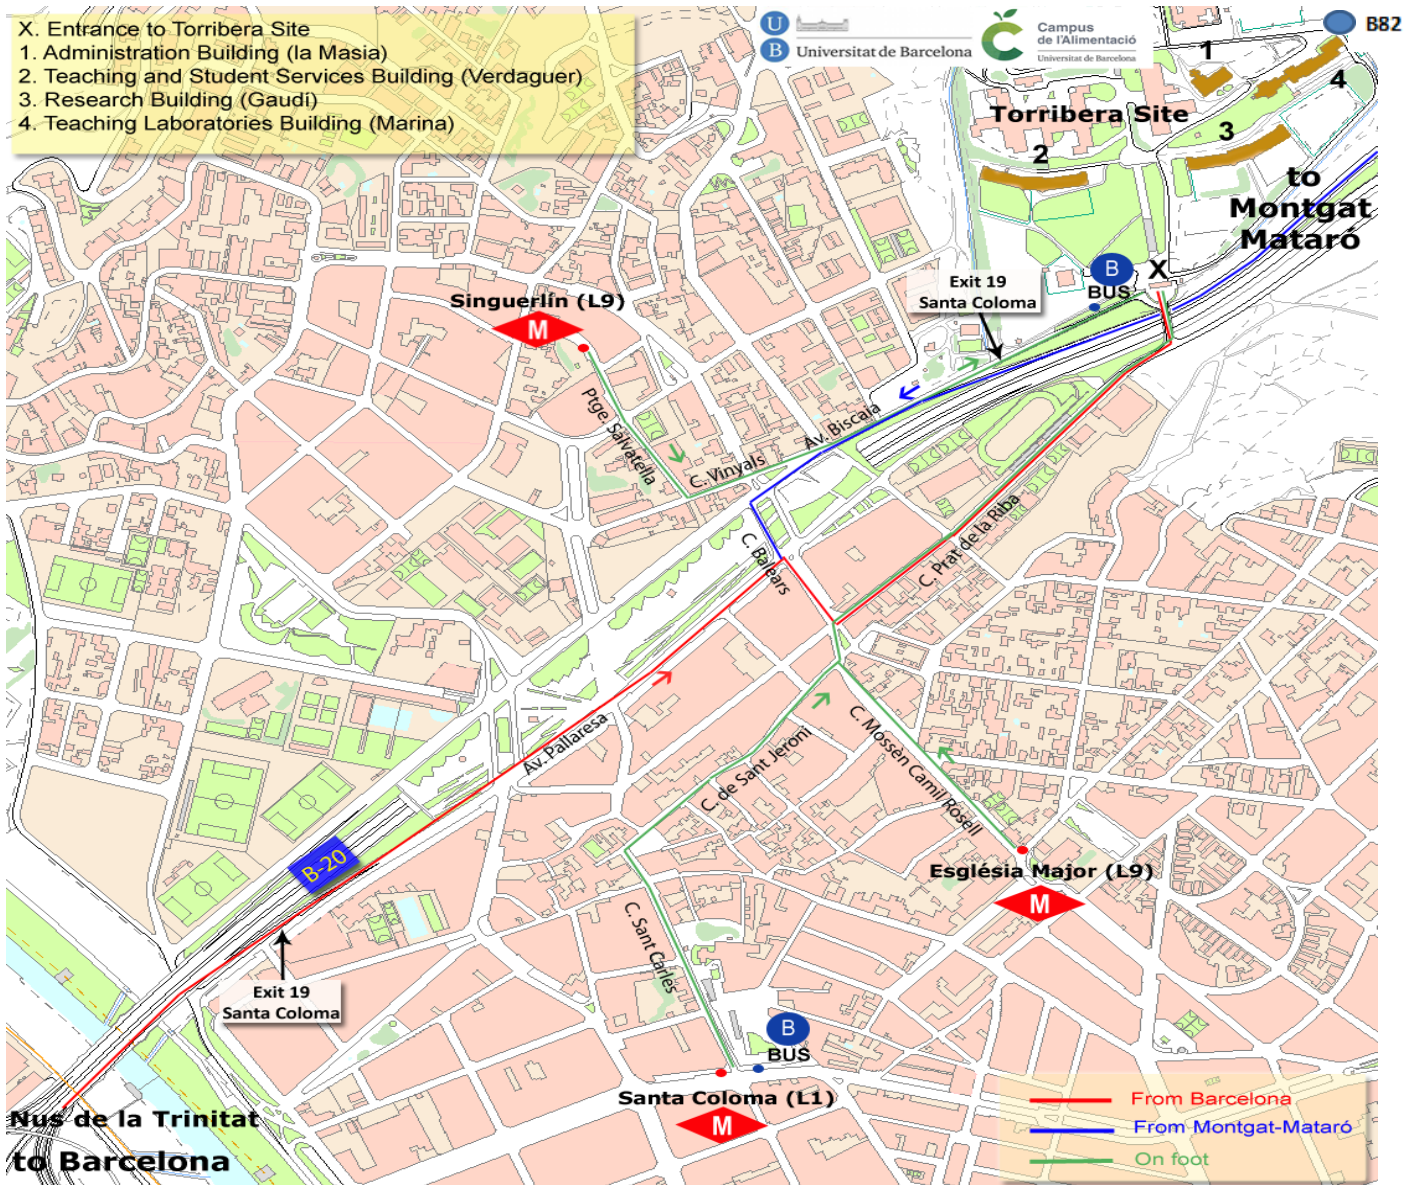 X. Entrance to Torribera Site
1. Administration Building (la Masia)
2. Teaching and Student Services Building (Verdaguer)
3. Research Building (Gaudí)
4. Teaching Laboratories Building (Marina)
U
B
Universitat de Barcelona
Campus
de l'Alimentació
Universitat de Barcelona
B82
1
4
Torribera Site
3
2
to
Montgat
Mataró
B
X
BUS
Exit 19
Santa Coloma
Singuerlín (L9)
M
Ptge. Salvatella
C. Vinyals
Av. Biscaia
C. Balears
C. Prat de la Riba
Av. Pallaresa
C. de Sant Jeroni
C. Mossèn Camil Rosell
B-20
Església Major (L9)
M
C. Sant Carles
Exit 19
Santa Coloma
B
BUS
Santa Coloma (L1)
M
Nus de la Trinitat
to Barcelona
From Barcelona
From Montgat-Mataró
On foot